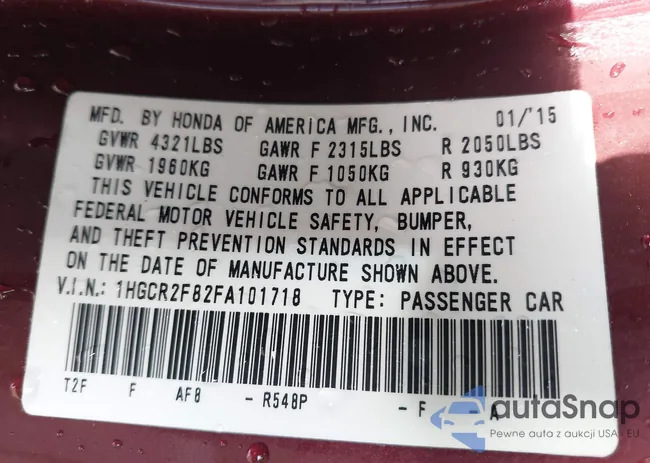 MFD. BY HONDA OF AMERICA MFG., INC. 01/'15
GVWR 4321LBS GAWR F 2315LBS R 2050LBS
GVWR 1960KG GAWR F 1050KG R 930KG
THIS VEHICLE CONFORMS TO ALL APPLICABLE
FEDERAL MOTOR VEHICLE SAFETY, BUMPER,
AND THEFT PREVENTION STANDARDS IN EFFECT
ON THE DATE OF MANUFACTURE SHOWN ABOVE.
V.I.N.: 1HGCR2F82FA101718 TYPE: PASSENGER CAR
T2F F AF8 - R548P - F - A
autaSnap
Pewne auta z aukcji USA i EU